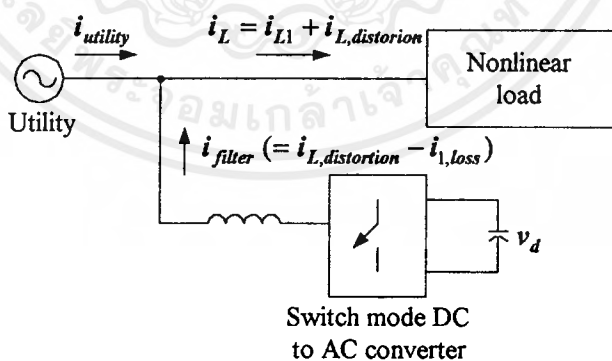 i_utility
i_L = i_L1 + i_L,distorion
Nonlinear
load
Utility
i_filter (= i_L,distortion − i_1,loss)
v_d
Switch mode DC
to AC converter